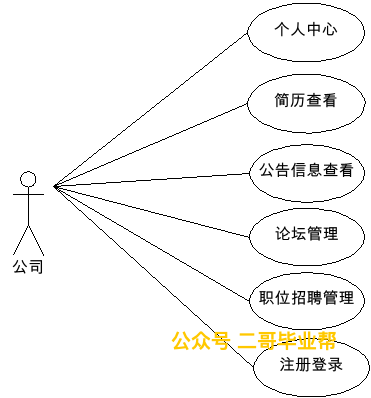 个人中心
简历查看
公告信息查看
公司
论坛管理
职位招聘管理
公众号 二哥毕业帮
注册登录